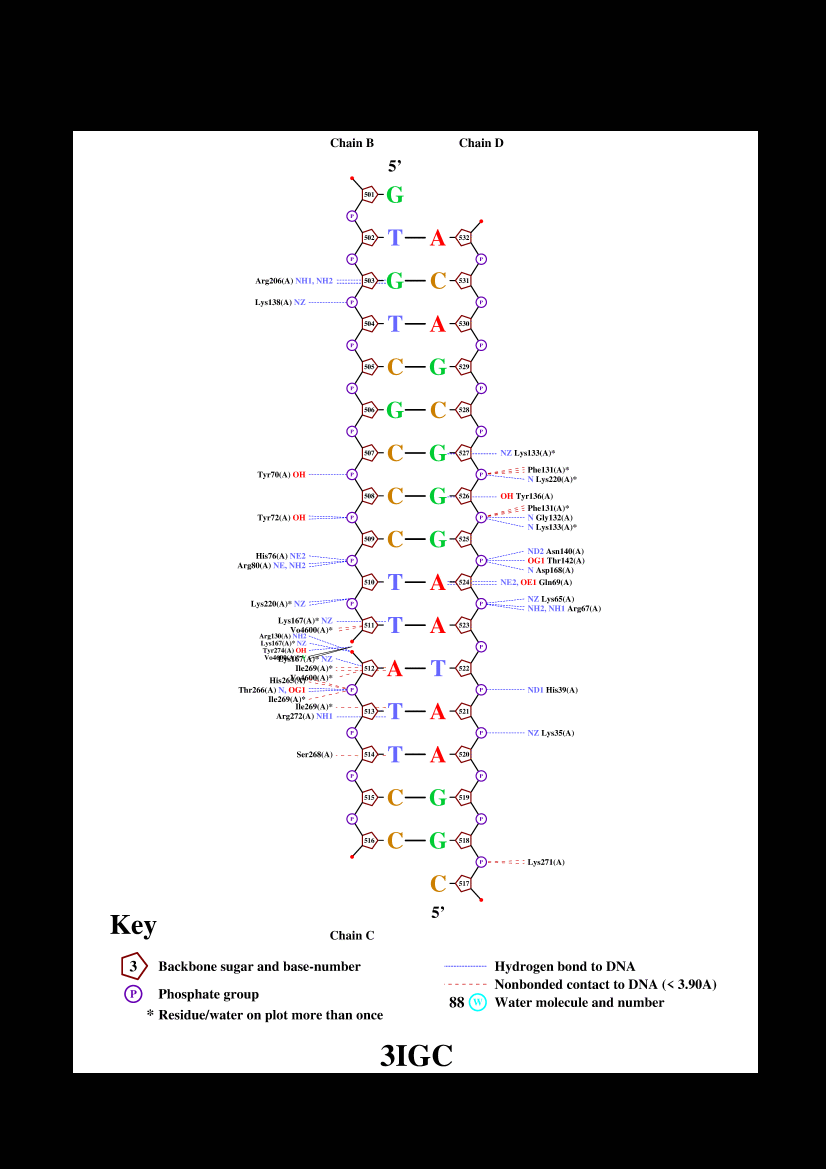 Chain B Chain D
5’
501 G
P
502 T A 532
P P
Arg206(A) NH1, NH2 503 G C 531
Lys138(A) NZ P P
504 T A 530
P P
505 C G 529
P P
506 G C 528
P P
507 C G 527 NZ Lys133(A)*
Phe131(A)*
Tyr70(A) OH P P
N Lys220(A)*
508 C G 526 OH Tyr136(A)
Phe131(A)*
Tyr72(A) OH P P N Gly132(A)
N Lys133(A)*
509 C G 525
ND2 Asn140(A)
His76(A) NE2
P P OG1 Thr142(A)
Arg80(A) NE, NH2
N Asp168(A)
510 T A 524 NE2, OE1 Gln69(A)
NZ Lys65(A)
Lys220(A)* NZ P P
NH2, NH1 Arg67(A)
Lys167(A)* NZ
511 T A 523
Vo4600(A)*
Arg130(A) NH2
Lys167(A)* NZ
P
Tyr274(A) OH
Lys167(A)* NZ
Ile269(A)* 512 A T 522
Vo4600(A)*
Thr266(A) N, OG1 P P ND1 His39(A)
Ile269(A)*
Ile269(A)*
513 T A 521
Arg272(A) NH1
P P NZ Lys35(A)
Ser268(A) 514 T A 520
P P
515 C G 519
P P
516 C G 518
P Lys271(A)
C 517
5’
Chain C
Key
3 Backbone sugar and base-number
P Phosphate group
* Residue/water on plot more than once
Hydrogen bond to DNA
Nonbonded contact to DNA (< 3.90A)
88 W Water molecule and number
3IGC